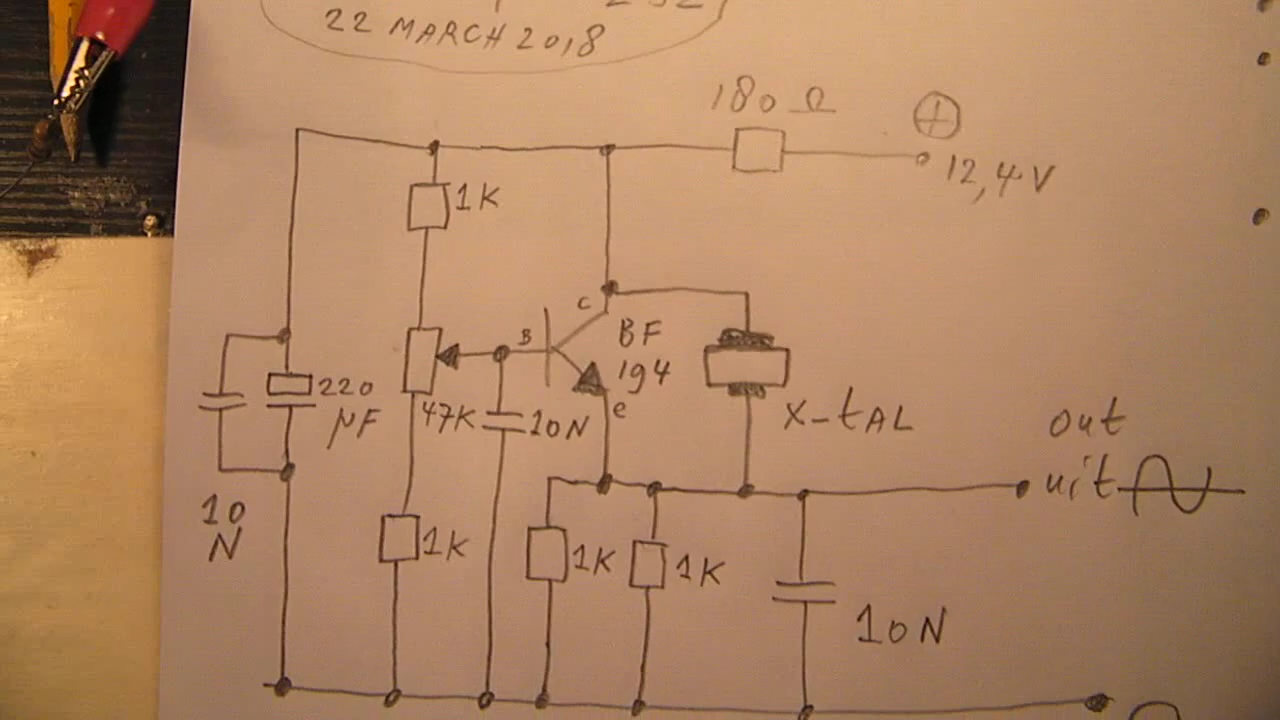 22 MARCH 2018
180 Ω
+
12,4V
1K
C
B
BF
194
e
220
µF
47K
10N
X-tAL
out
uit
10
N
1K
1K
1K
10N